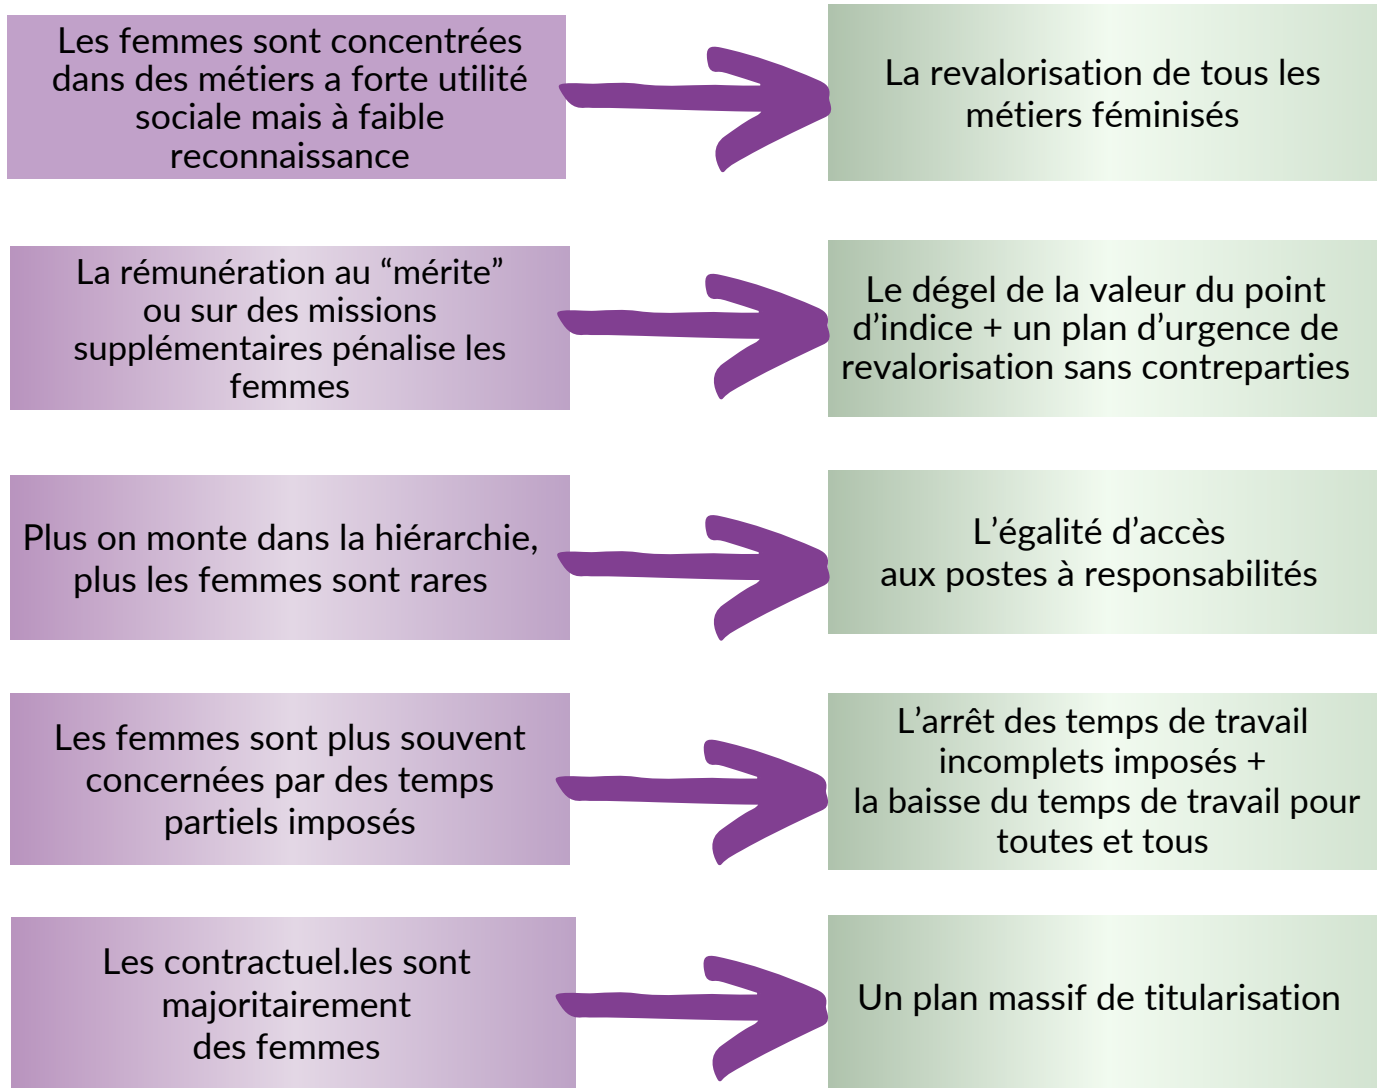 Les femmes sont concentrées
dans des métiers a forte utilité
sociale mais à faible
reconnaissance
La revalorisation de tous les
métiers féminisés
La rémunération au “mérite”
ou sur des missions
supplémentaires pénalise les
femmes
Le dégel de la valeur du point
d’indice + un plan d’urgence de
revalorisation sans contreparties
Plus on monte dans la hiérarchie,
plus les femmes sont rares
L’égalité d’accès
aux postes à responsabilités
Les femmes sont plus souvent
concernées par des temps
partiels imposés
L’arrêt des temps de travail
incomplets imposés +
la baisse du temps de travail pour
toutes et tous
Les contractuel.les sont
majoritairement
des femmes
Un plan massif de titularisation